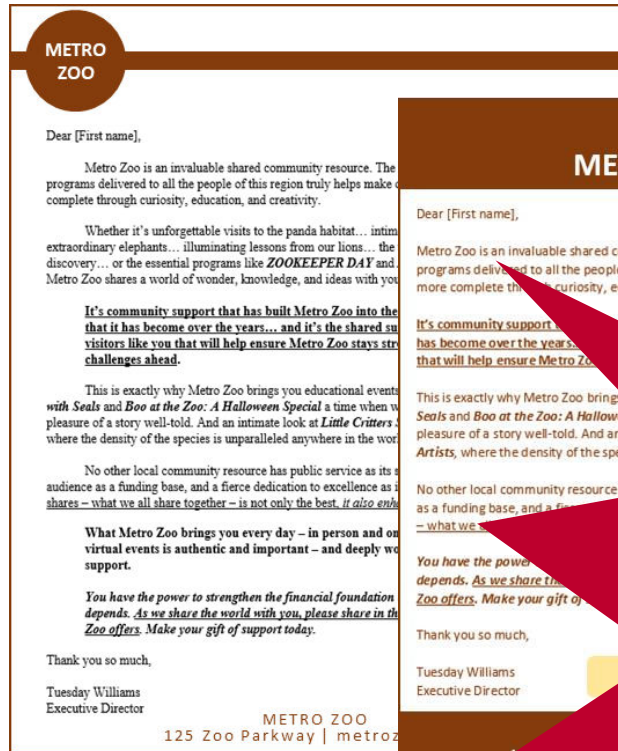 METRO
ZOO
Dear [First name],
Metro Zoo is an invaluable shared community resource. The
programs delivered to all the people of this region truly helps make
complete through curiosity, education, and creativity.
Whether it's unforgettable visits to the panda habitat… intim
extraordinary elephants… illuminating lessons from our lions… the
discovery… or the essential programs like ZOOKEEPER DAY and
Metro Zoo shares a world of wonder, knowledge, and ideas with you
It's community support that has built Metro Zoo into the
that it has become over the years… and it's the shared su
visitors like you that will help ensure Metro Zoo stays str
challenges ahead.
This is exactly why Metro Zoo brings you educational events
with Seals and Boo at the Zoo: A Halloween Special a time when w
pleasure of a story well-told. And an intimate look at Little Critters
where the density of the species is unparalleled anywhere in the wor
No other local community resource has public service as its s
audience as a funding base, and a fierce dedication to excellence as i
shares – what we all share together – is not only the best, it also enh
What Metro Zoo brings you every day – in person and on
virtual events is authentic and important – and deeply wo
support.
You have the power to strengthen the financial foundation
depends. As we share the world with you, please share in th
Zoo offers. Make your gift of support today.
Thank you so much,
Tuesday Williams
Executive Director
METRO ZOO
125 Zoo Parkway | metroz
ME
Dear [First name],
Metro Zoo is an invaluable shared c
programs delivered to all the people
more complete through curiosity, e
It's community support
has become over the years…
that will help ensure Metro Zo
This is exactly why Metro Zoo bring
Seals and Boo at the Zoo: A Hallow
pleasure of a story well-told. And an
Artists, where the density of the spe
No other local community resource
as a funding base, and a
– what we
You have the power
depends. As we share the
Zoo offers. Make your gift of
Thank you so much,
Tuesday Williams
Executive Director